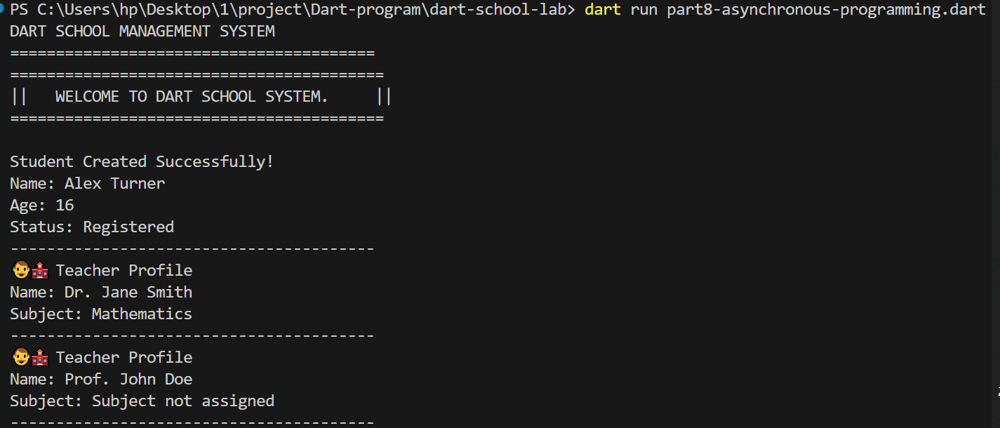 PS C:\Users\hp\Desktop\1\project\Dart-program\dart-school-lab> dart run part8-asynchronous-programming.dart
DART SCHOOL MANAGEMENT SYSTEM
========================================
=========================================
||   WELCOME TO DART SCHOOL SYSTEM.     ||
=========================================
Student Created Successfully!
Name: Alex Turner
Age: 16
Status: Registered
----------------------------------------
👨🏫 Teacher Profile
Name: Dr. Jane Smith
Subject: Mathematics
----------------------------------------
👨🏫 Teacher Profile
Name: Prof. John Doe
Subject: Subject not assigned
----------------------------------------